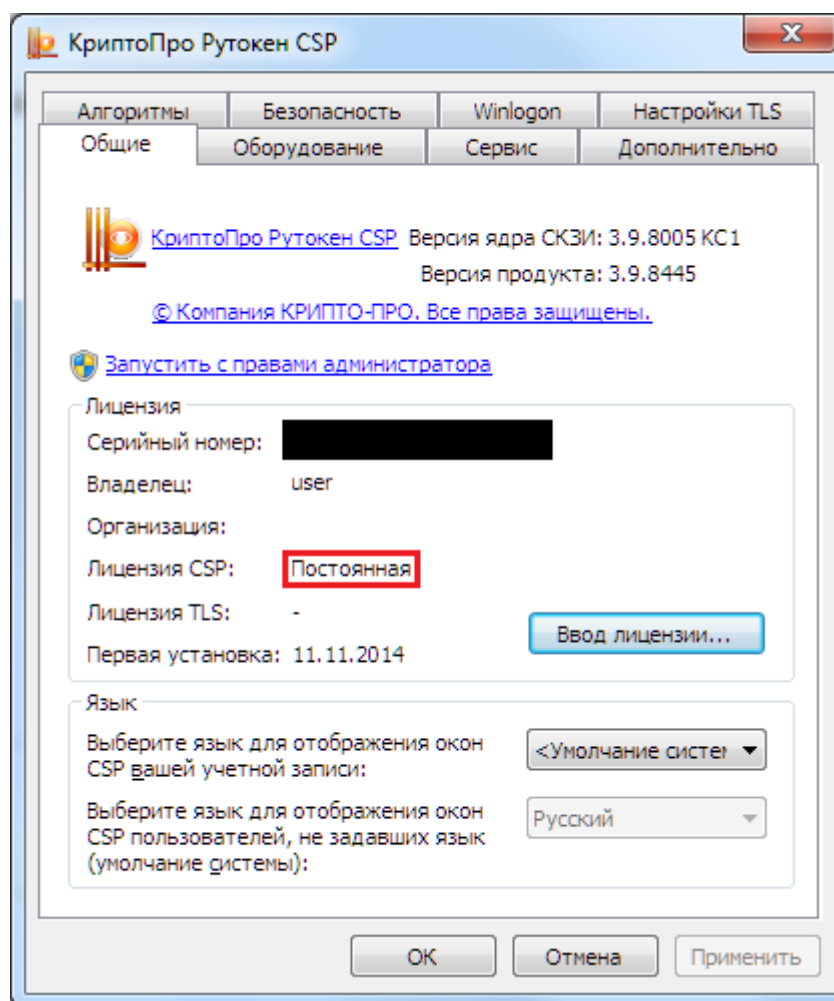 КриптоПро Рутокен CSP
Алгоритмы Безопасность Winlogon Настройки TLS
Общие Оборудование Сервис Дополнительно
КриптоПро Рутокен CSP Версия ядра СКЗИ: 3.9.8005 КС1
Версия продукта: 3.9.8445
© Компания КРИПТО-ПРО. Все права защищены.
Запустить с правами администратора
Лицензия
Серийный номер:
Владелец: user
Организация:
Лицензия CSP: Постоянная
Лицензия TLS: -
Ввод лицензии...
Первая установка: 11.11.2014
Язык
Выберите язык для отображения окон
CSP вашей учетной записи:
<Умолчание систем
Выберите язык для отображения окон
CSP пользователей, не задавших язык
(умолчание системы):
Русский
ОК Отмена Применить